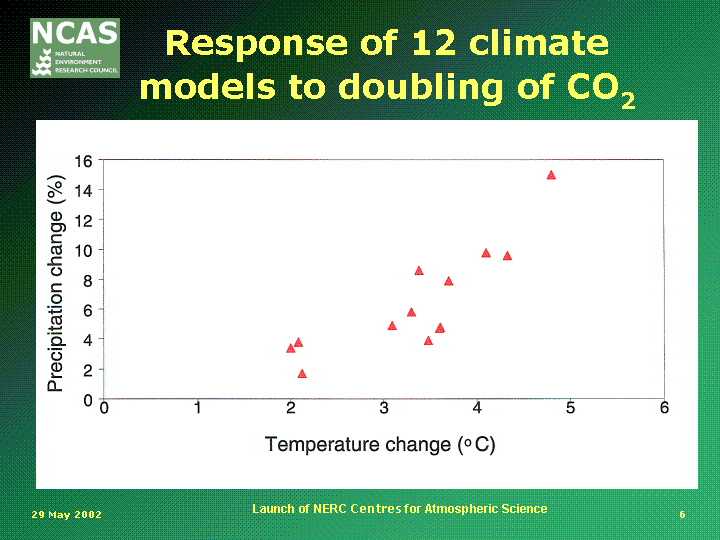 NCAS
NATURAL
ENVIRONMENT
RESEARCH COUNCIL
Response of 12 climate
models to doubling of CO2
16
14
12
10
8
6
4
2
0
Precipitation change (%)
0 1 2 3 4 5 6
Temperature change (o C)
29 May 2002
Launch of NERC Centres for Atmospheric Science
6